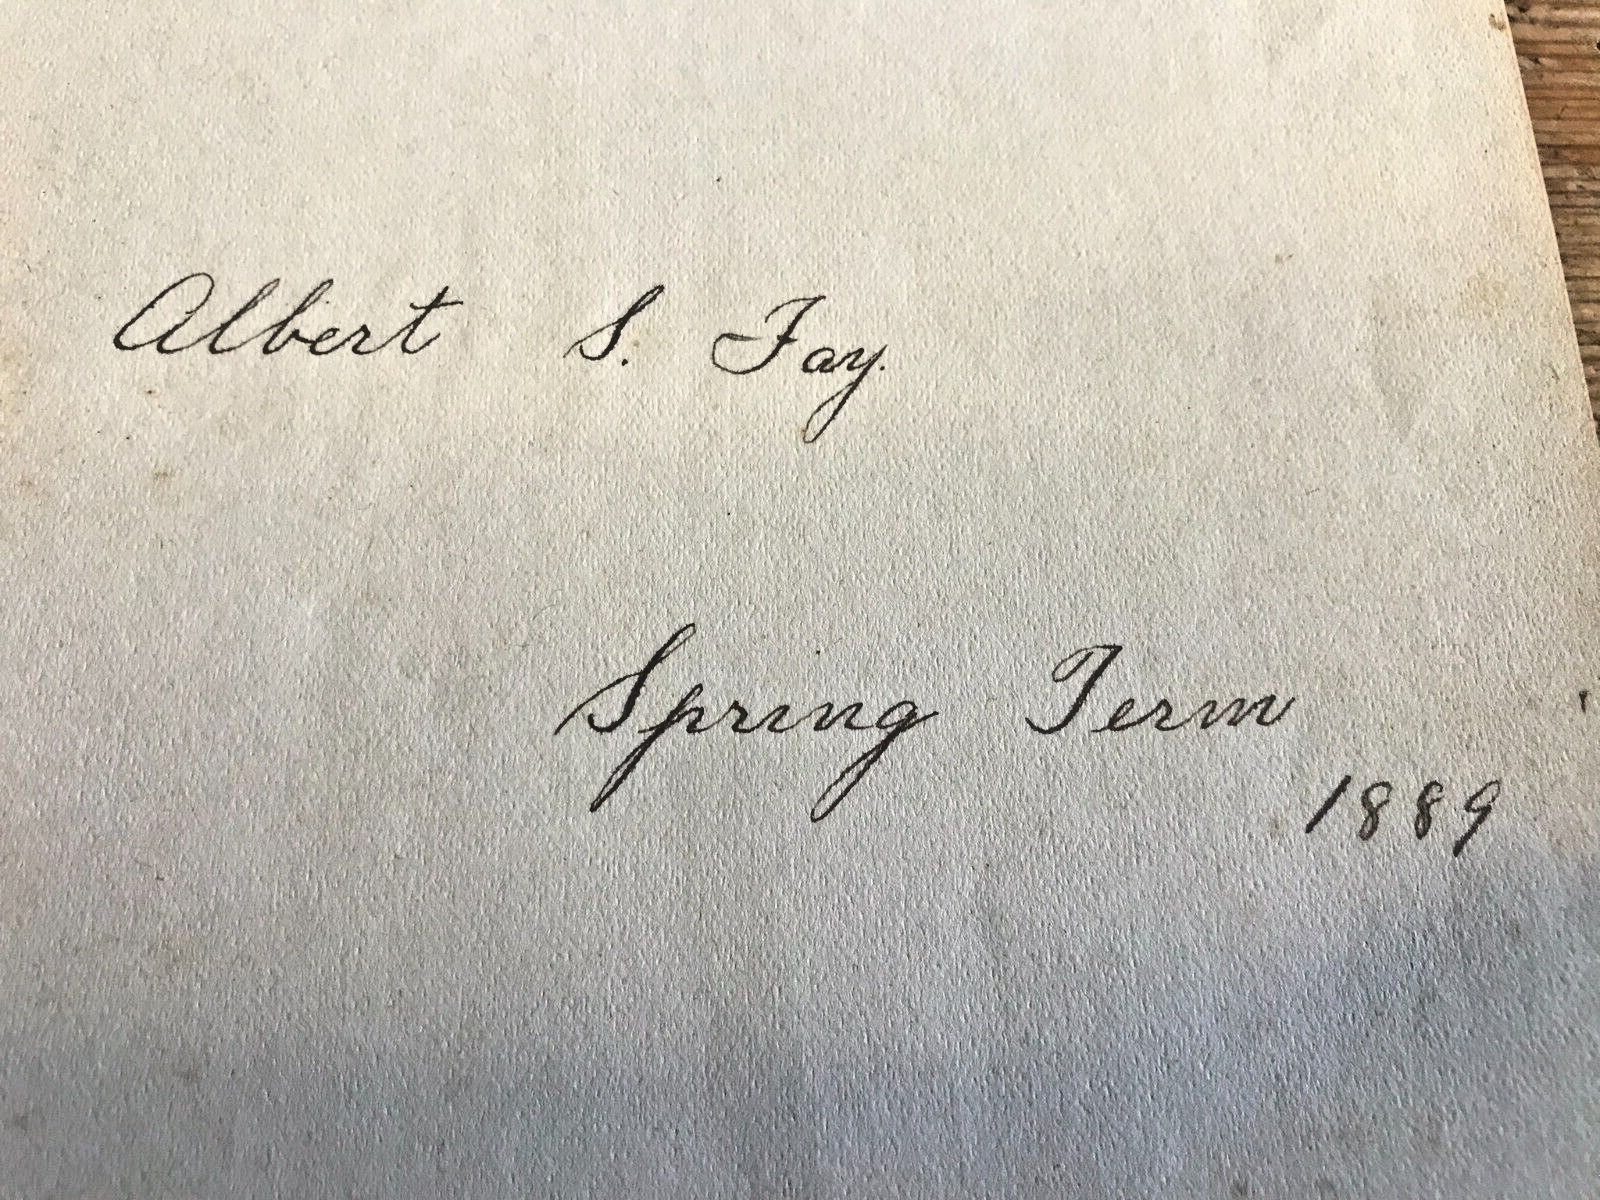 Albert S. Fay.
Spring Term
1889